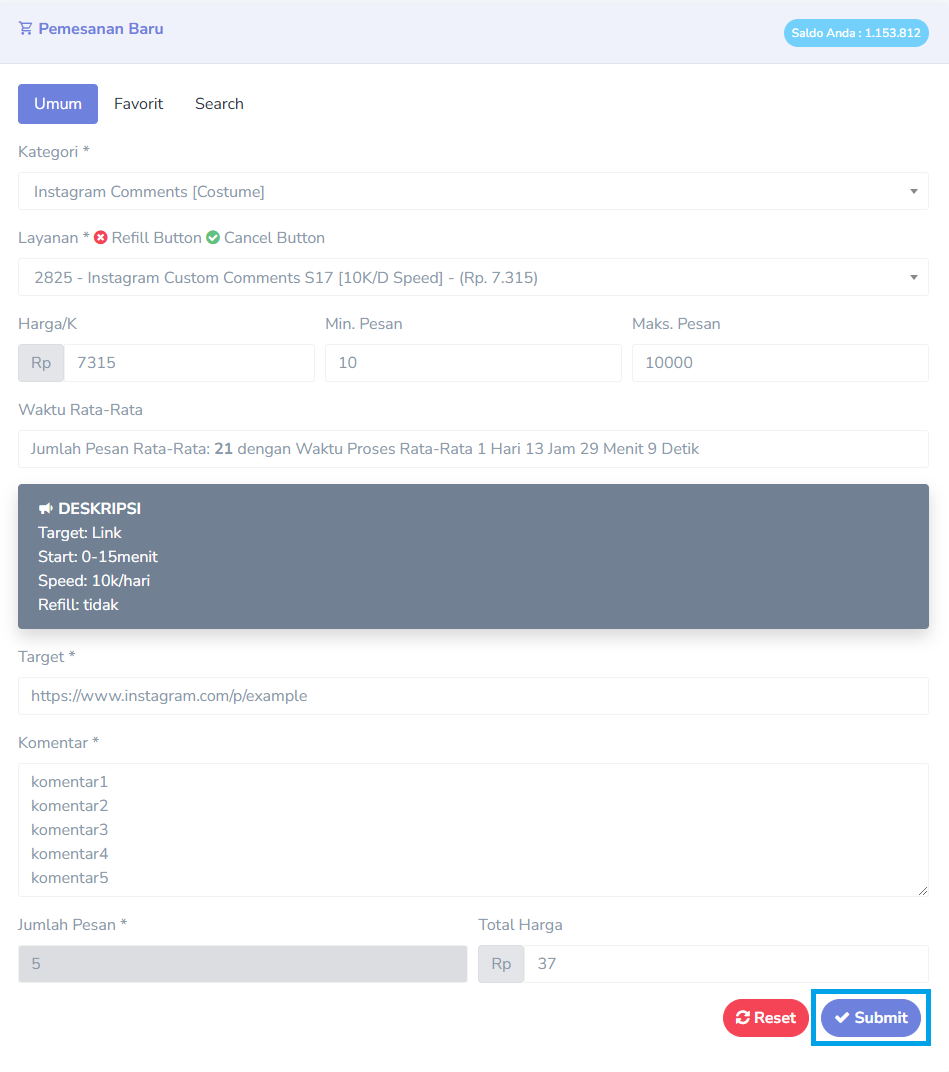 Pemesanan Baru
Saldo Anda : 1.153.812
Umum Favorit Search
Kategori *
Instagram Comments [Costume]
Layanan * Refill Button Cancel Button
2825 - Instagram Custom Comments S17 [10K/D Speed] - (Rp. 7.315)
Harga/K Min. Pesan Maks. Pesan
Rp 7315 10 10000
Waktu Rata-Rata
Jumlah Pesan Rata-Rata: 21 dengan Waktu Proses Rata-Rata 1 Hari 13 Jam 29 Menit 9 Detik
DESKRIPSI
Target: Link
Start: 0-15menit
Speed: 10k/hari
Refill: tidak
Target *
https://www.instagram.com/p/example
Komentar *
komentar1
komentar2
komentar3
komentar4
komentar5
Jumlah Pesan * Total Harga
5 Rp 37
Reset Submit